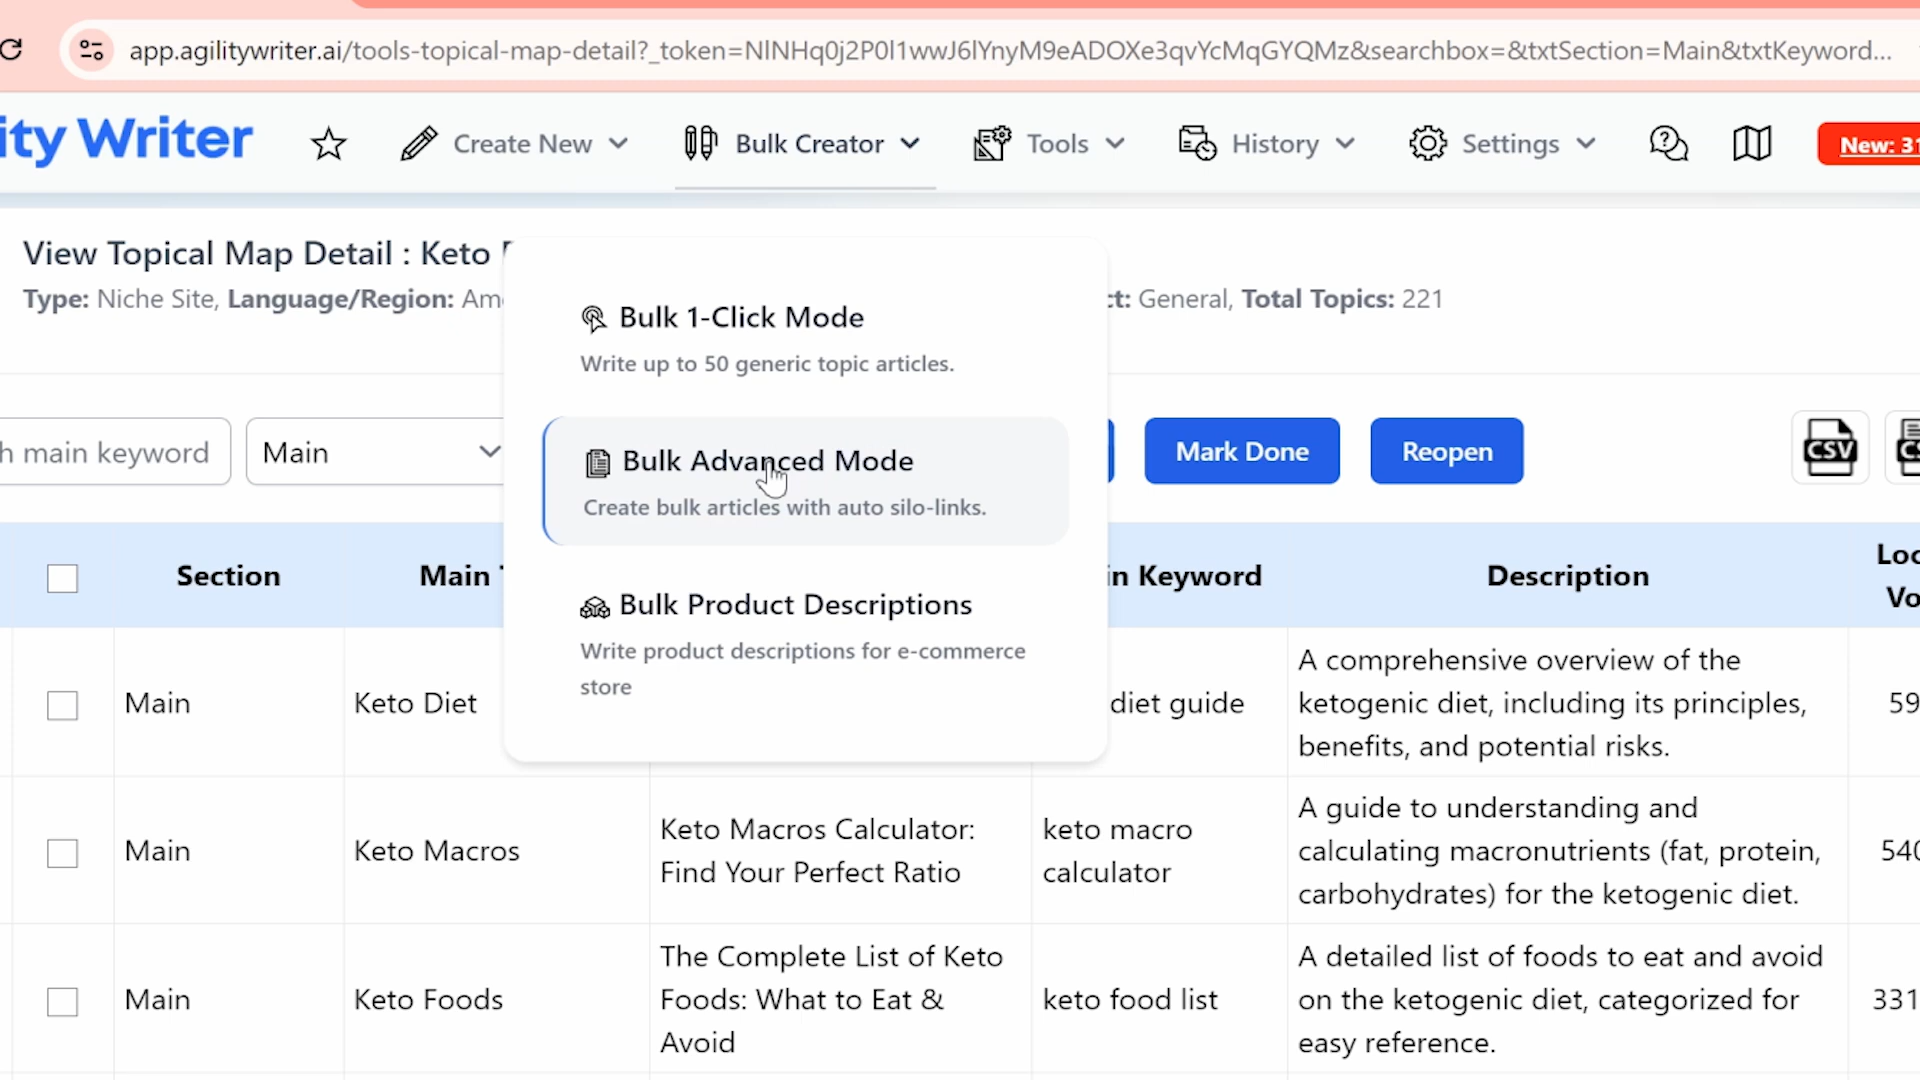 app.agilitywriter.ai/tools-topical-map-detail?_token=NlNHq0j2P0l1wwJ6lYnyM9eADOXe3qvYcMqGYQMz&searchbox=&txtSection=Main&txtKeyword...
ity Writer
Create New
Bulk Creator
Tools
History
Settings
New: 31
View Topical Map Detail : Keto
Type: Niche Site, Language/Region: Ame
ct: General, Total Topics: 221
Bulk 1-Click Mode
Write up to 50 generic topic articles.
Bulk Advanced Mode
Create bulk articles with auto silo-links.
Bulk Product Descriptions
Write product descriptions for e-commerce
store
h main keyword
Main
Mark Done
Reopen
CSV
CS
Section
Main
in Keyword
Description
Loc
Vo
Main
Keto Diet
diet guide
A comprehensive overview of the
ketogenic diet, including its principles,
benefits, and potential risks.
59
Main
Keto Macros
Keto Macros Calculator:
Find Your Perfect Ratio
keto macro
calculator
A guide to understanding and
calculating macronutrients (fat, protein,
carbohydrates) for the ketogenic diet.
540
Main
Keto Foods
The Complete List of Keto
Foods: What to Eat &
Avoid
keto food list
A detailed list of foods to eat and avoid
on the ketogenic diet, categorized for
easy reference.
331